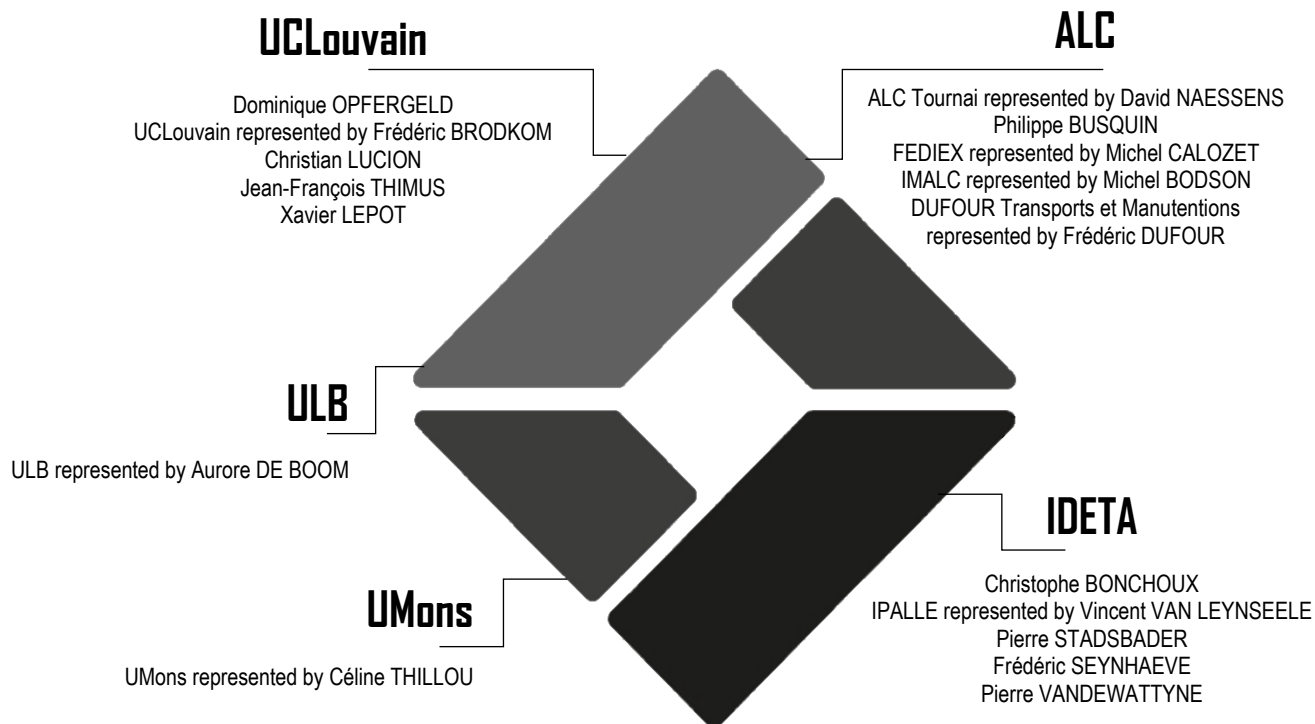 UCLouvain
Dominique OPFERGELD
UCLouvain represented by Frédéric BRODKOM
Christian LUCION
Jean-François THIMUS
Xavier LEPOT
ALC
ALC Tournai represented by David NAESSENS
Philippe BUSQUIN
FEDIEX represented by Michel CALOZET
IMALC represented by Michel BODSON
DUFOUR Transports et Manutentions
represented by Frédéric DUFOUR
ULB
ULB represented by Aurore DE BOOM
UMons
UMons represented by Céline THILLOU
IDETA
Christophe BONCHOUX
IPALLE represented by Vincent VAN LEYNSEELE
Pierre STADSBADER
Frédéric SEYNHAEVE
Pierre VANDEWATTYNE